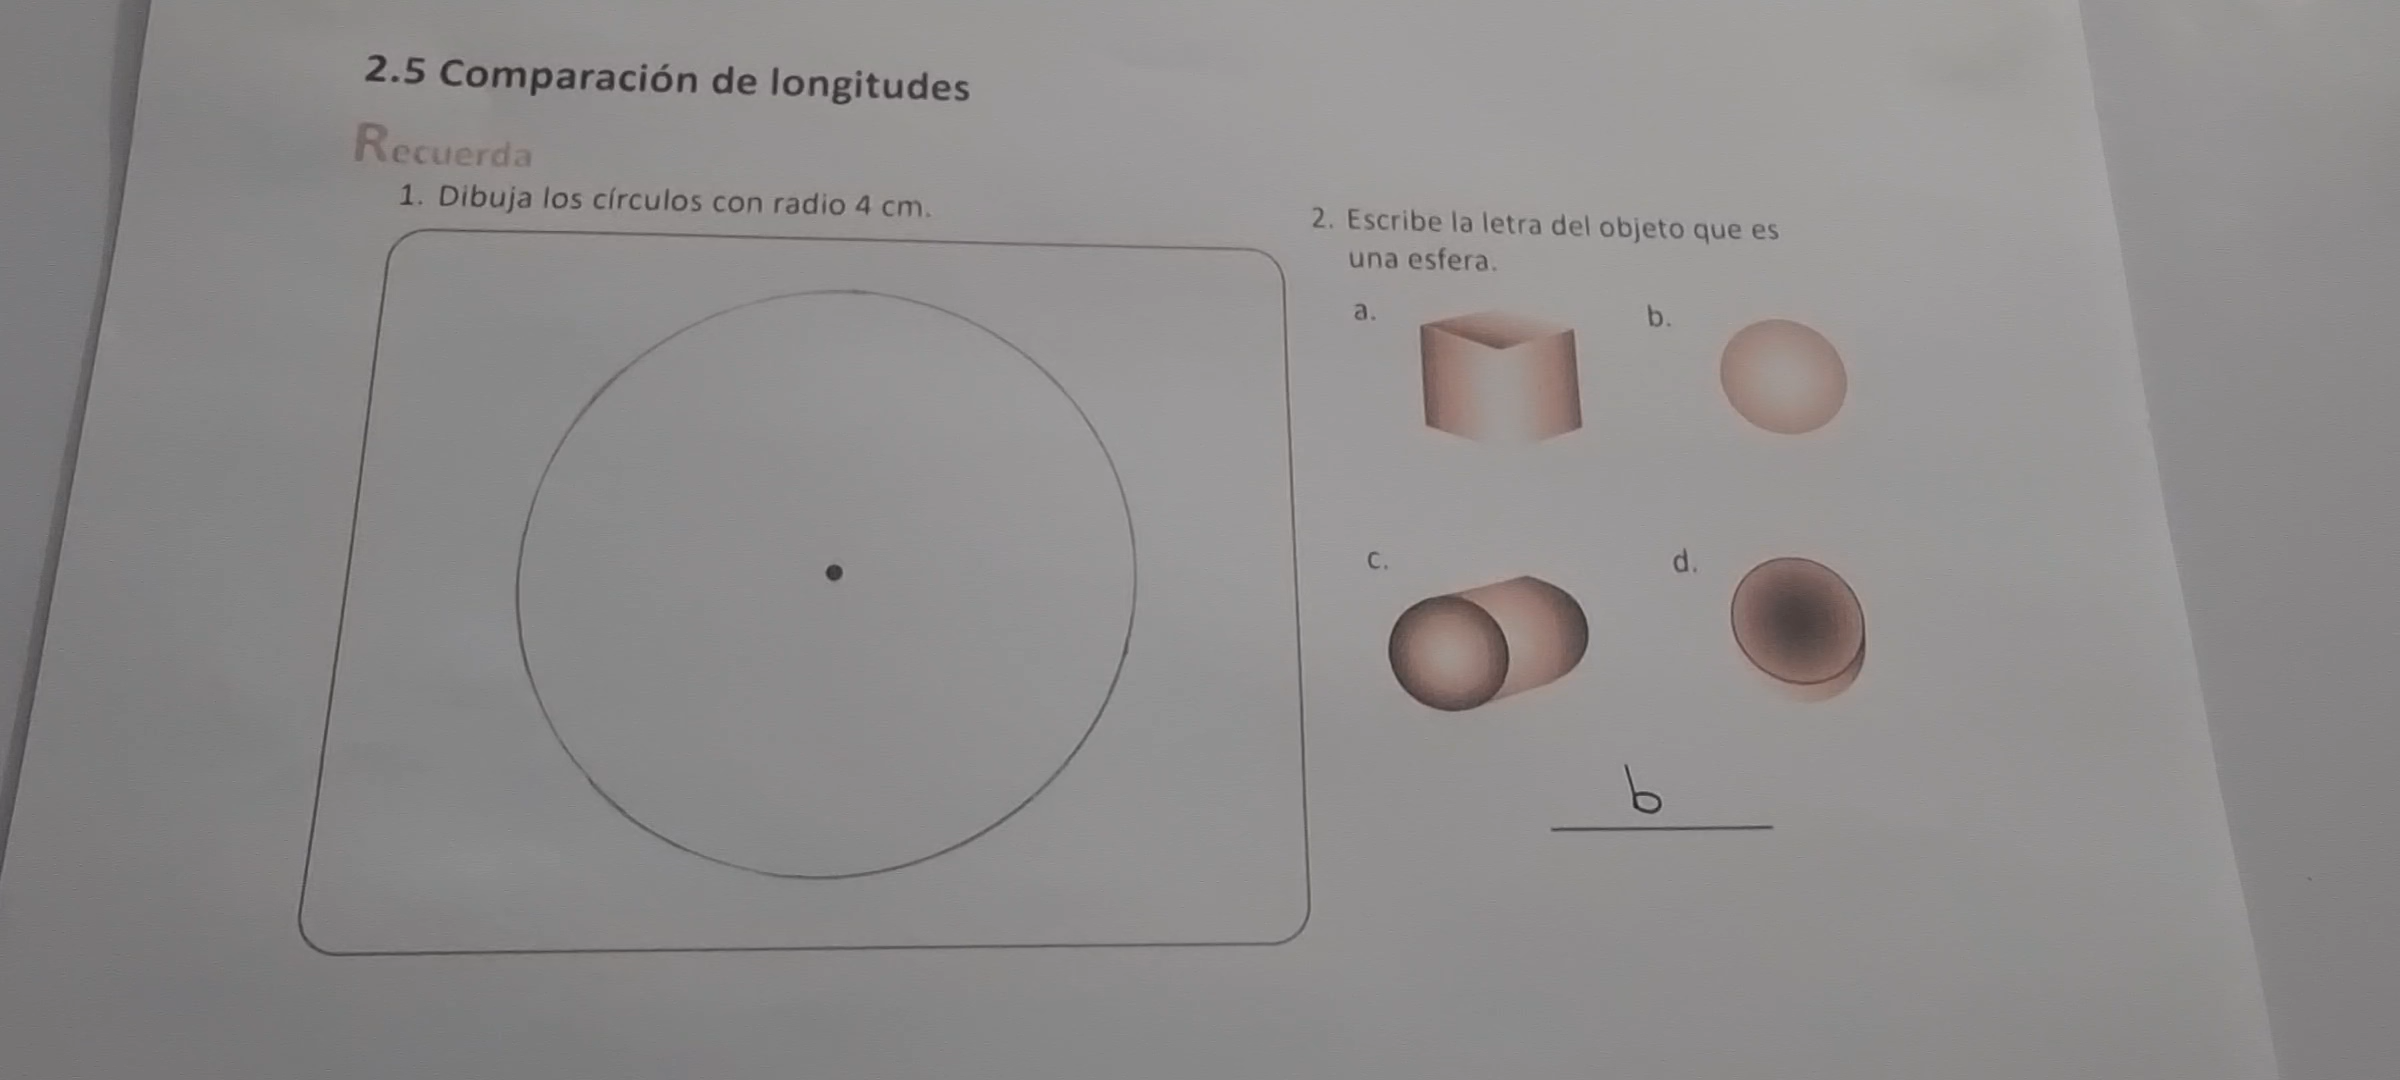 2.5 Comparación de longitudes
Recuerda
1. Dibuja los círculos con radio 4 cm.
2. Escribe la letra del objeto que es
una esfera.
a.
b.
c.
d.
b